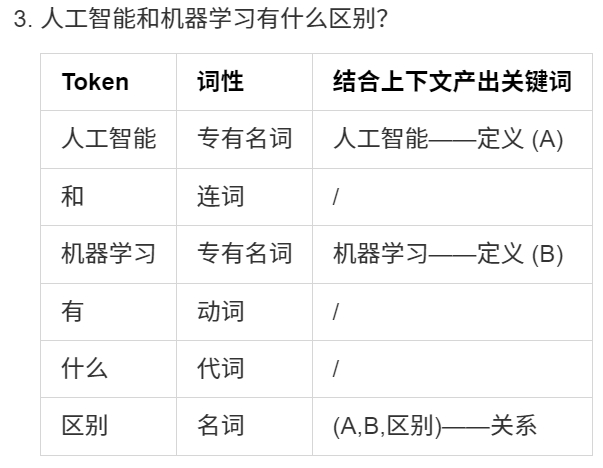 3. 人工智能和机器学习有什么区别？
Token 词性 结合上下文产出关键词
人工智能 专有名词 人工智能——定义 (A)
和 连词 /
机器学习 专有名词 机器学习——定义 (B)
有 动词 /
什么 代词 /
区别 名词 (A,B,区别)——关系